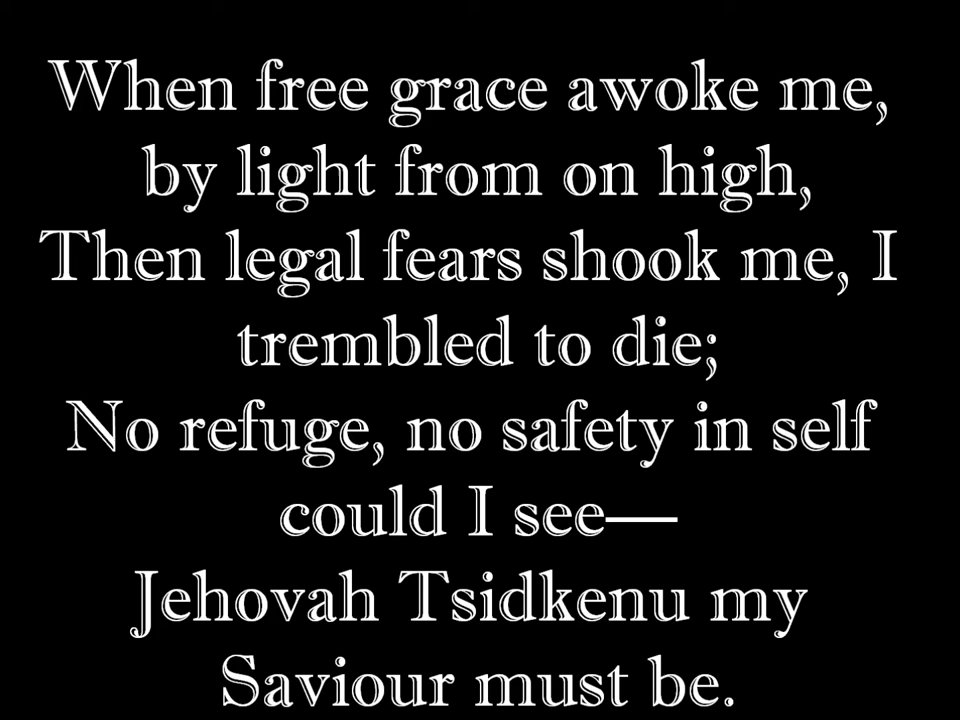 When free grace awoke me,
by light from on high,
Then legal fears shook me, I
trembled to die;
No refuge, no safety in self
could I see—
Jehovah Tsidkenu my
Saviour must be.